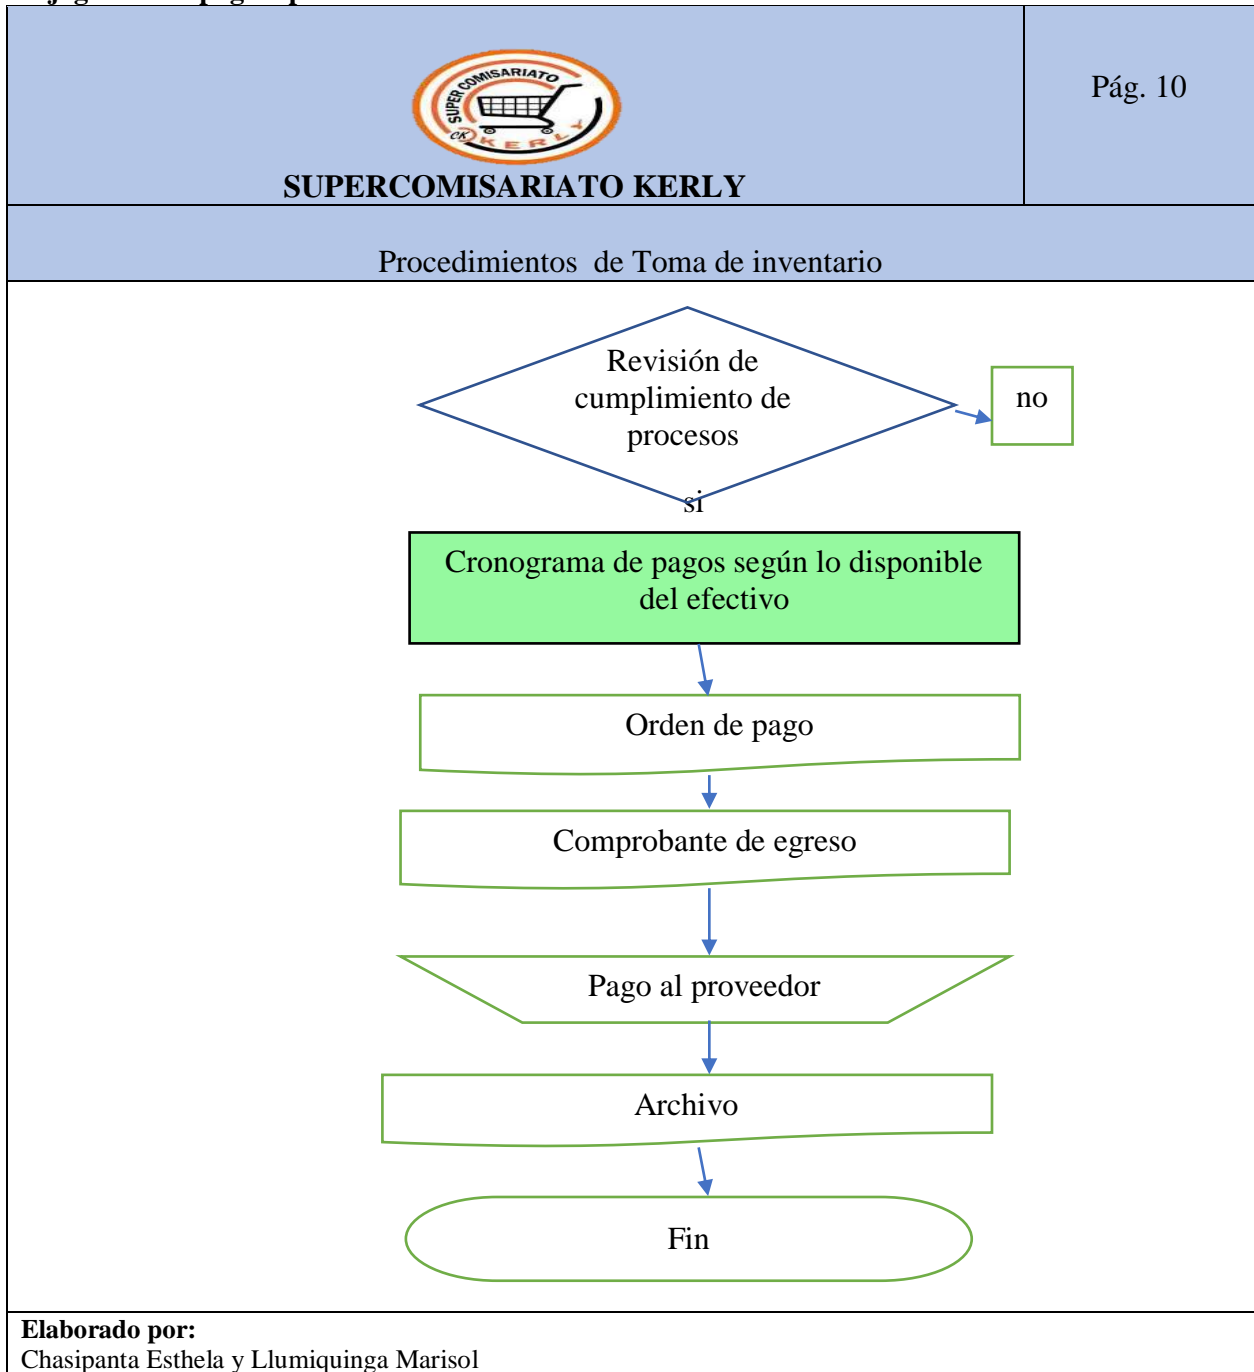 SUPER COMISARIATO
CK KERLY
SUPERCOMISARIATO KERLY
Pág. 10
Procedimientos de Toma de inventario
Revisión de
cumplimiento de
procesos
no
si
Cronograma de pagos según lo disponible
del efectivo
Orden de pago
Comprobante de egreso
Pago al proveedor
Archivo
Fin
Elaborado por:
Chasipanta Esthela y Llumiquinga Marisol